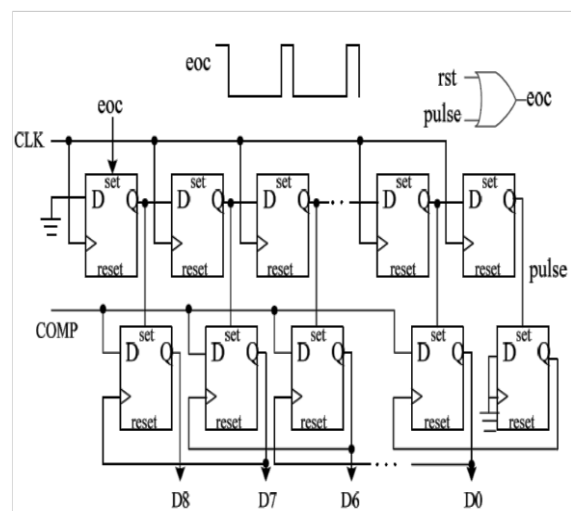 eoc
rst
pulse
eoc
eoc
CLK
set set set set set
D Q D Q D Q D Q D Q
reset reset reset reset reset
pulse
COMP
set set set set set
D Q D Q D Q D Q D Q
reset reset reset reset reset
D8 D7 D6 D0